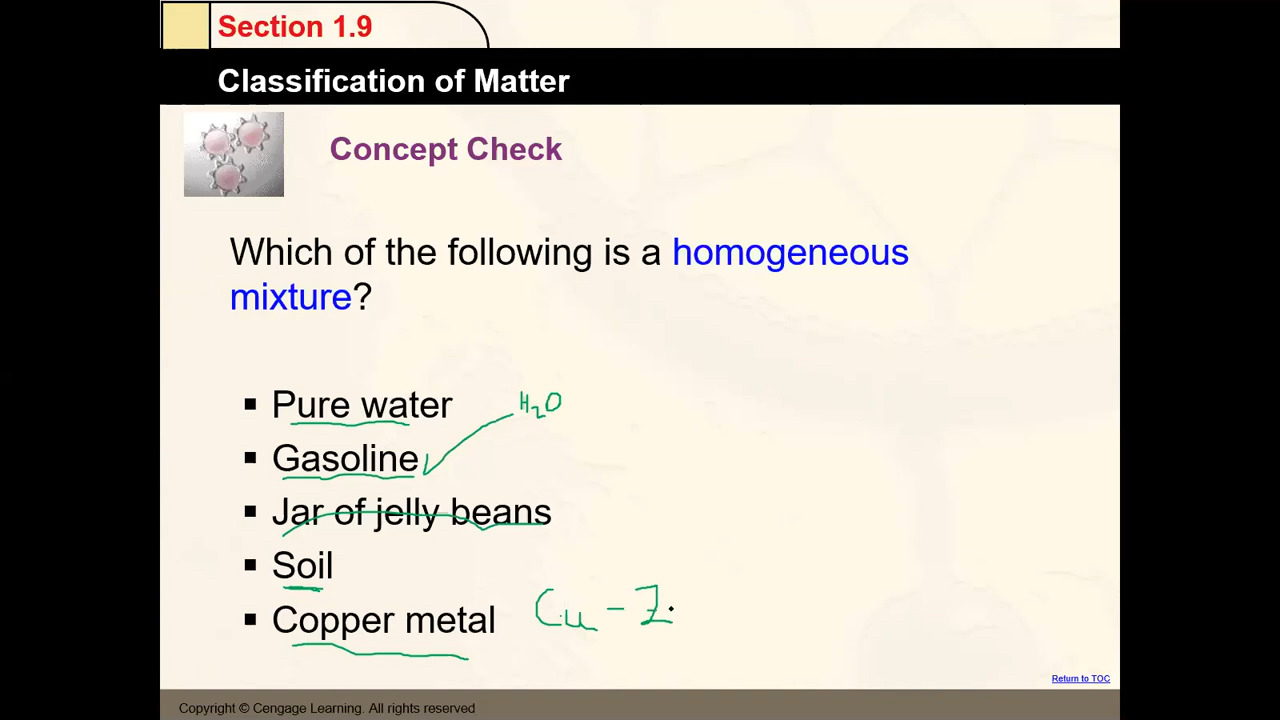 Section 1.9
Classification of Matter
Concept Check
Which of the following is a homogeneous
mixture?
▪ Pure water H₂O
▪ Gasoline
▪ Jar of jelly beans
▪ Soil
▪ Copper metal Cu - Z
Return to TOC
Copyright © Cengage Learning. All rights reserved